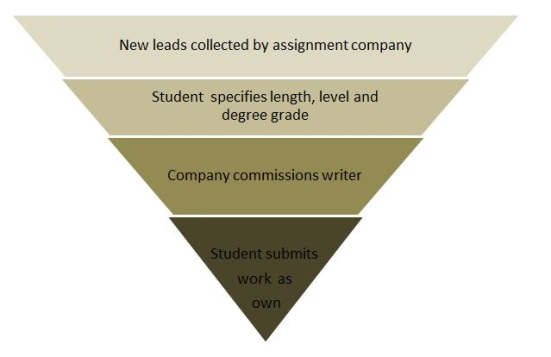 New leads collected by assignment company
Student specifies length, level and
degree grade
Company commissions writer
Student submits
work as
own